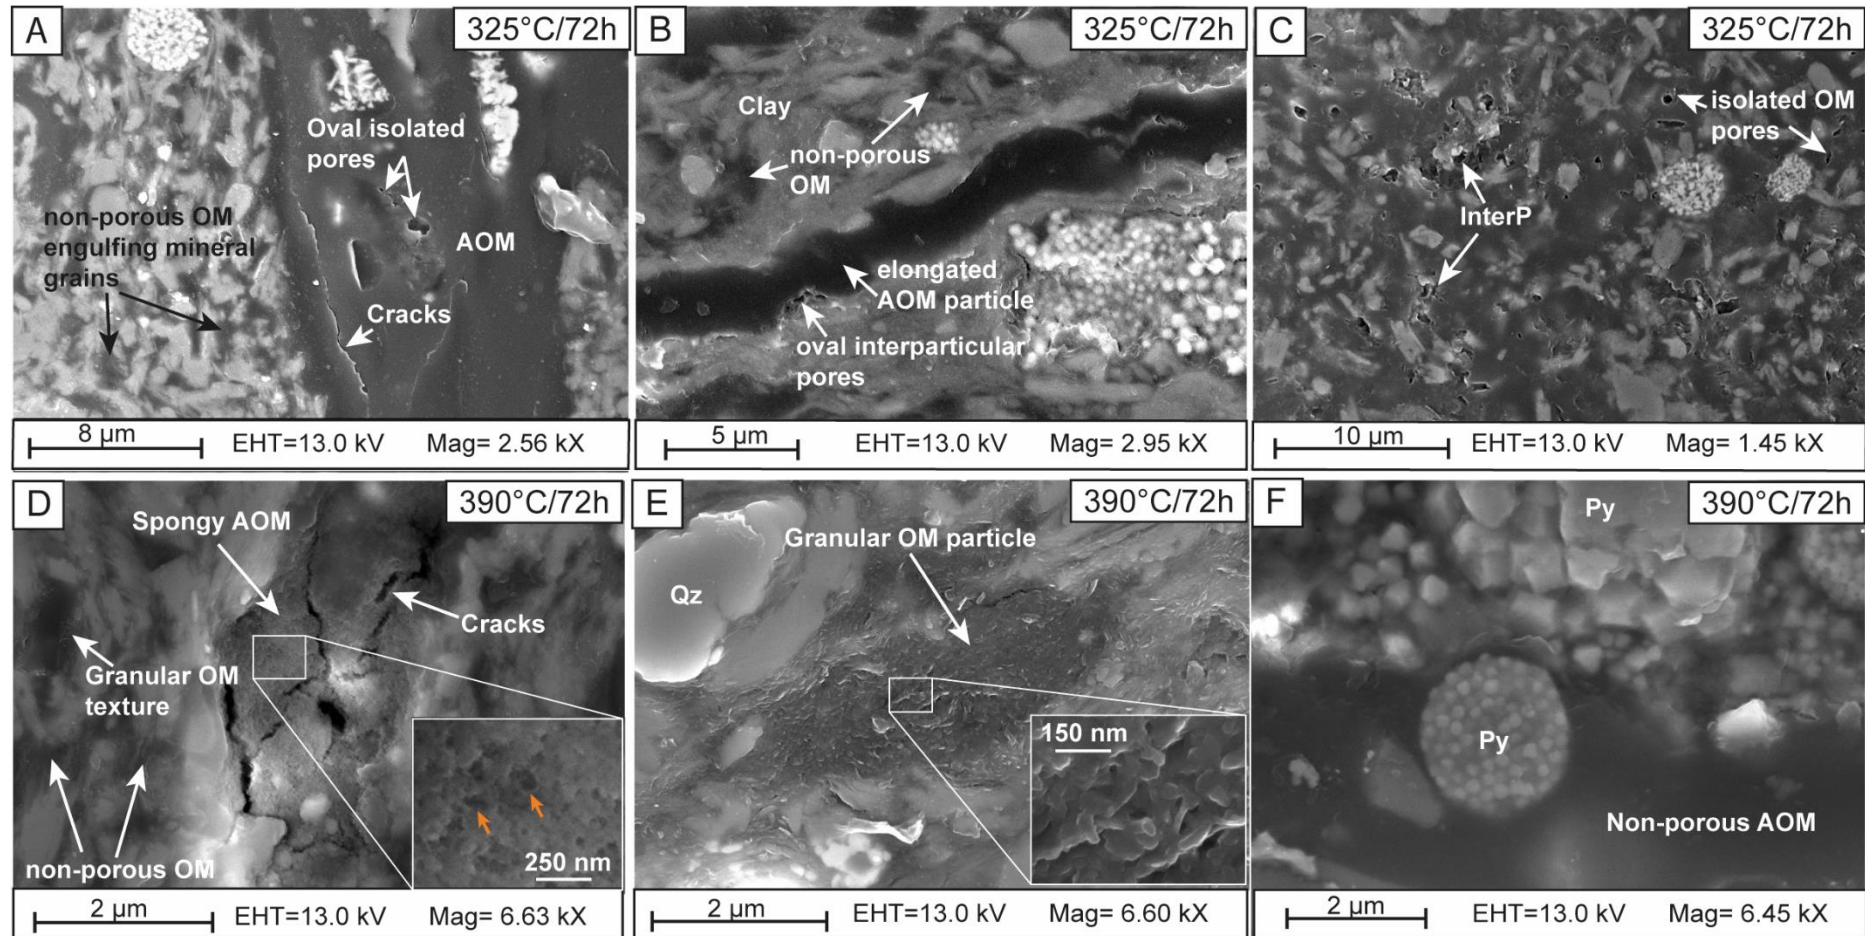 A
325°C/72h
Oval isolated
pores
non-porous OM
engulfing mineral
grains
AOM
Cracks
8 µm
EHT=13.0 kV
Mag= 2.56 kX
B
325°C/72h
Clay
non-porous
OM
elongated
AOM particle
oval interparticular
pores
5 µm
EHT=13.0 kV
Mag= 2.95 kX
C
325°C/72h
isolated OM
pores
InterP
10 µm
EHT=13.0 kV
Mag= 1.45 kX
D
390°C/72h
Spongy AOM
Cracks
Granular OM
texture
non-porous OM
250 nm
2 µm
EHT=13.0 kV
Mag= 6.63 kX
E
390°C/72h
Granular OM particle
Qz
150 nm
2 µm
EHT=13.0 kV
Mag= 6.60 kX
F
390°C/72h
Py
Py
Non-porous AOM
2 µm
EHT=13.0 kV
Mag= 6.45 kX